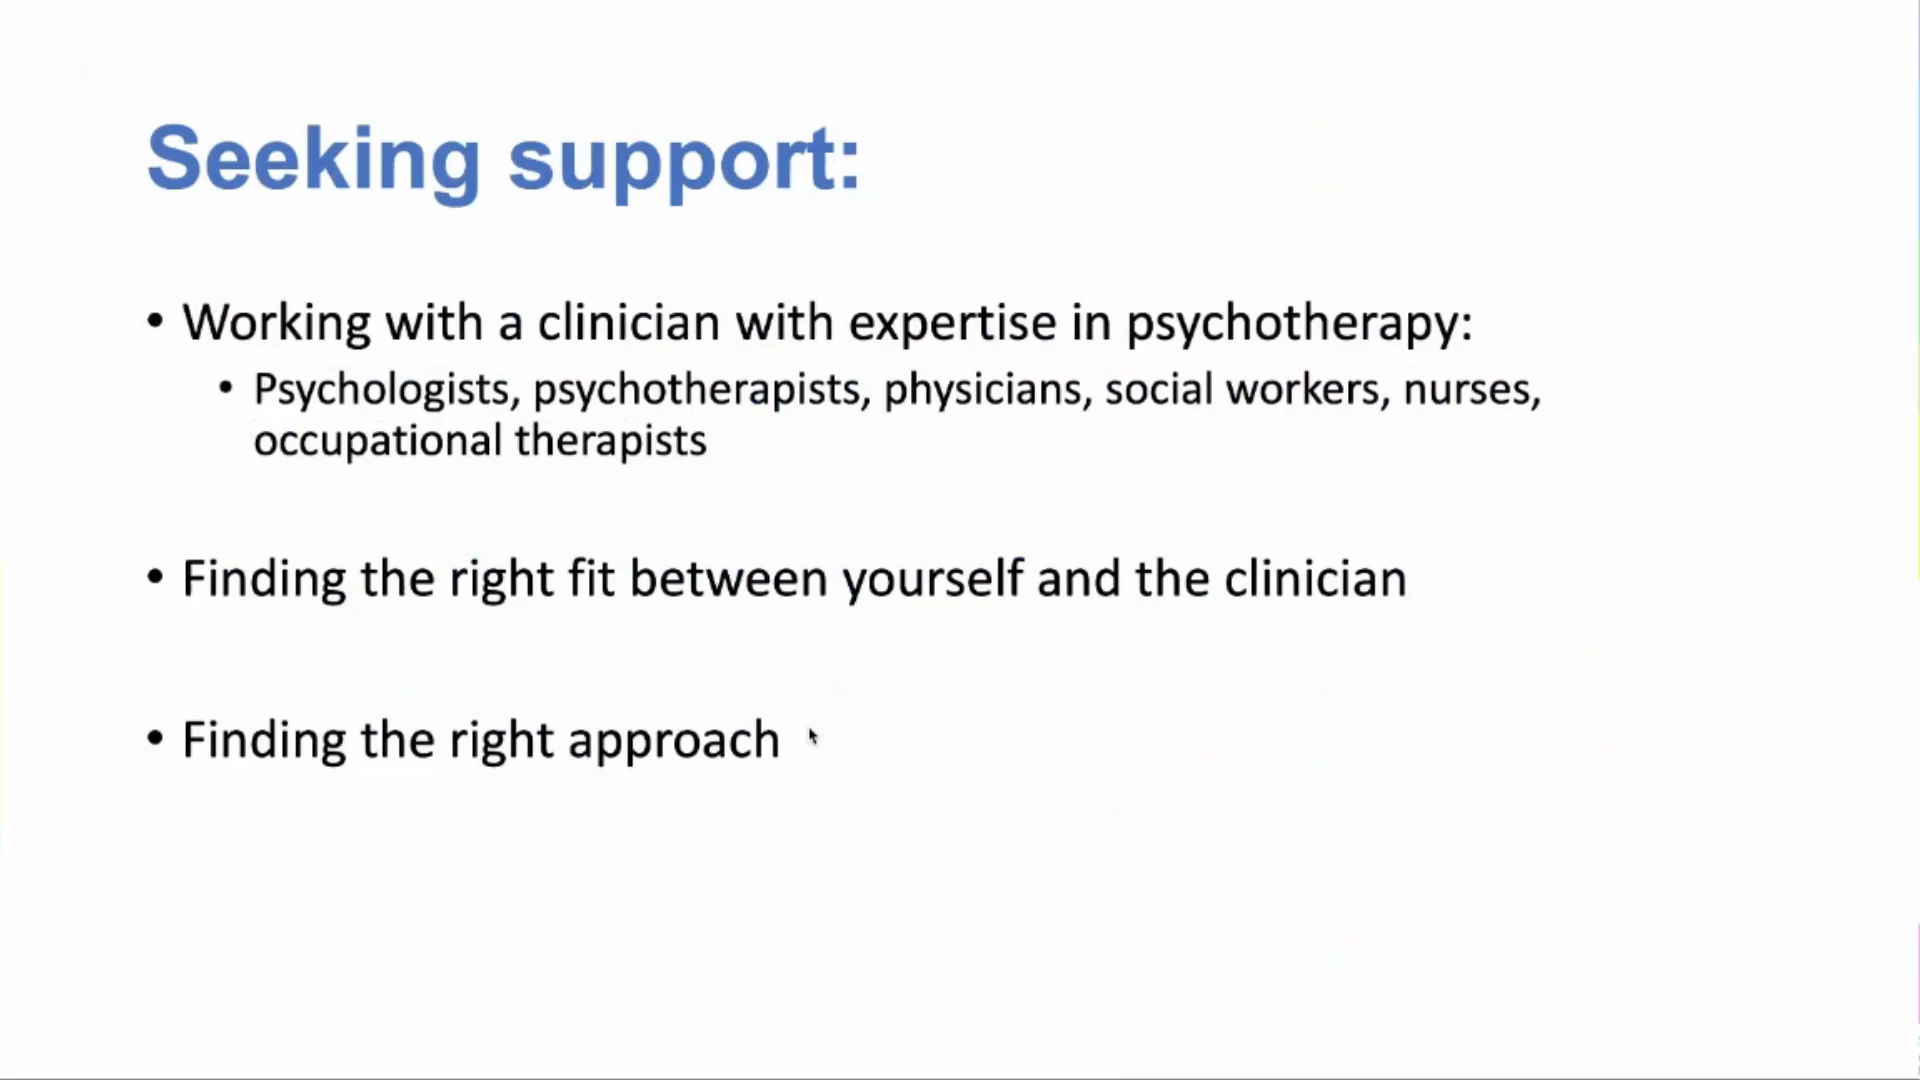 Seeking support:
• Working with a clinician with expertise in psychotherapy:
• Psychologists, psychotherapists, physicians, social workers, nurses,
occupational therapists
• Finding the right fit between yourself and the clinician
• Finding the right approach